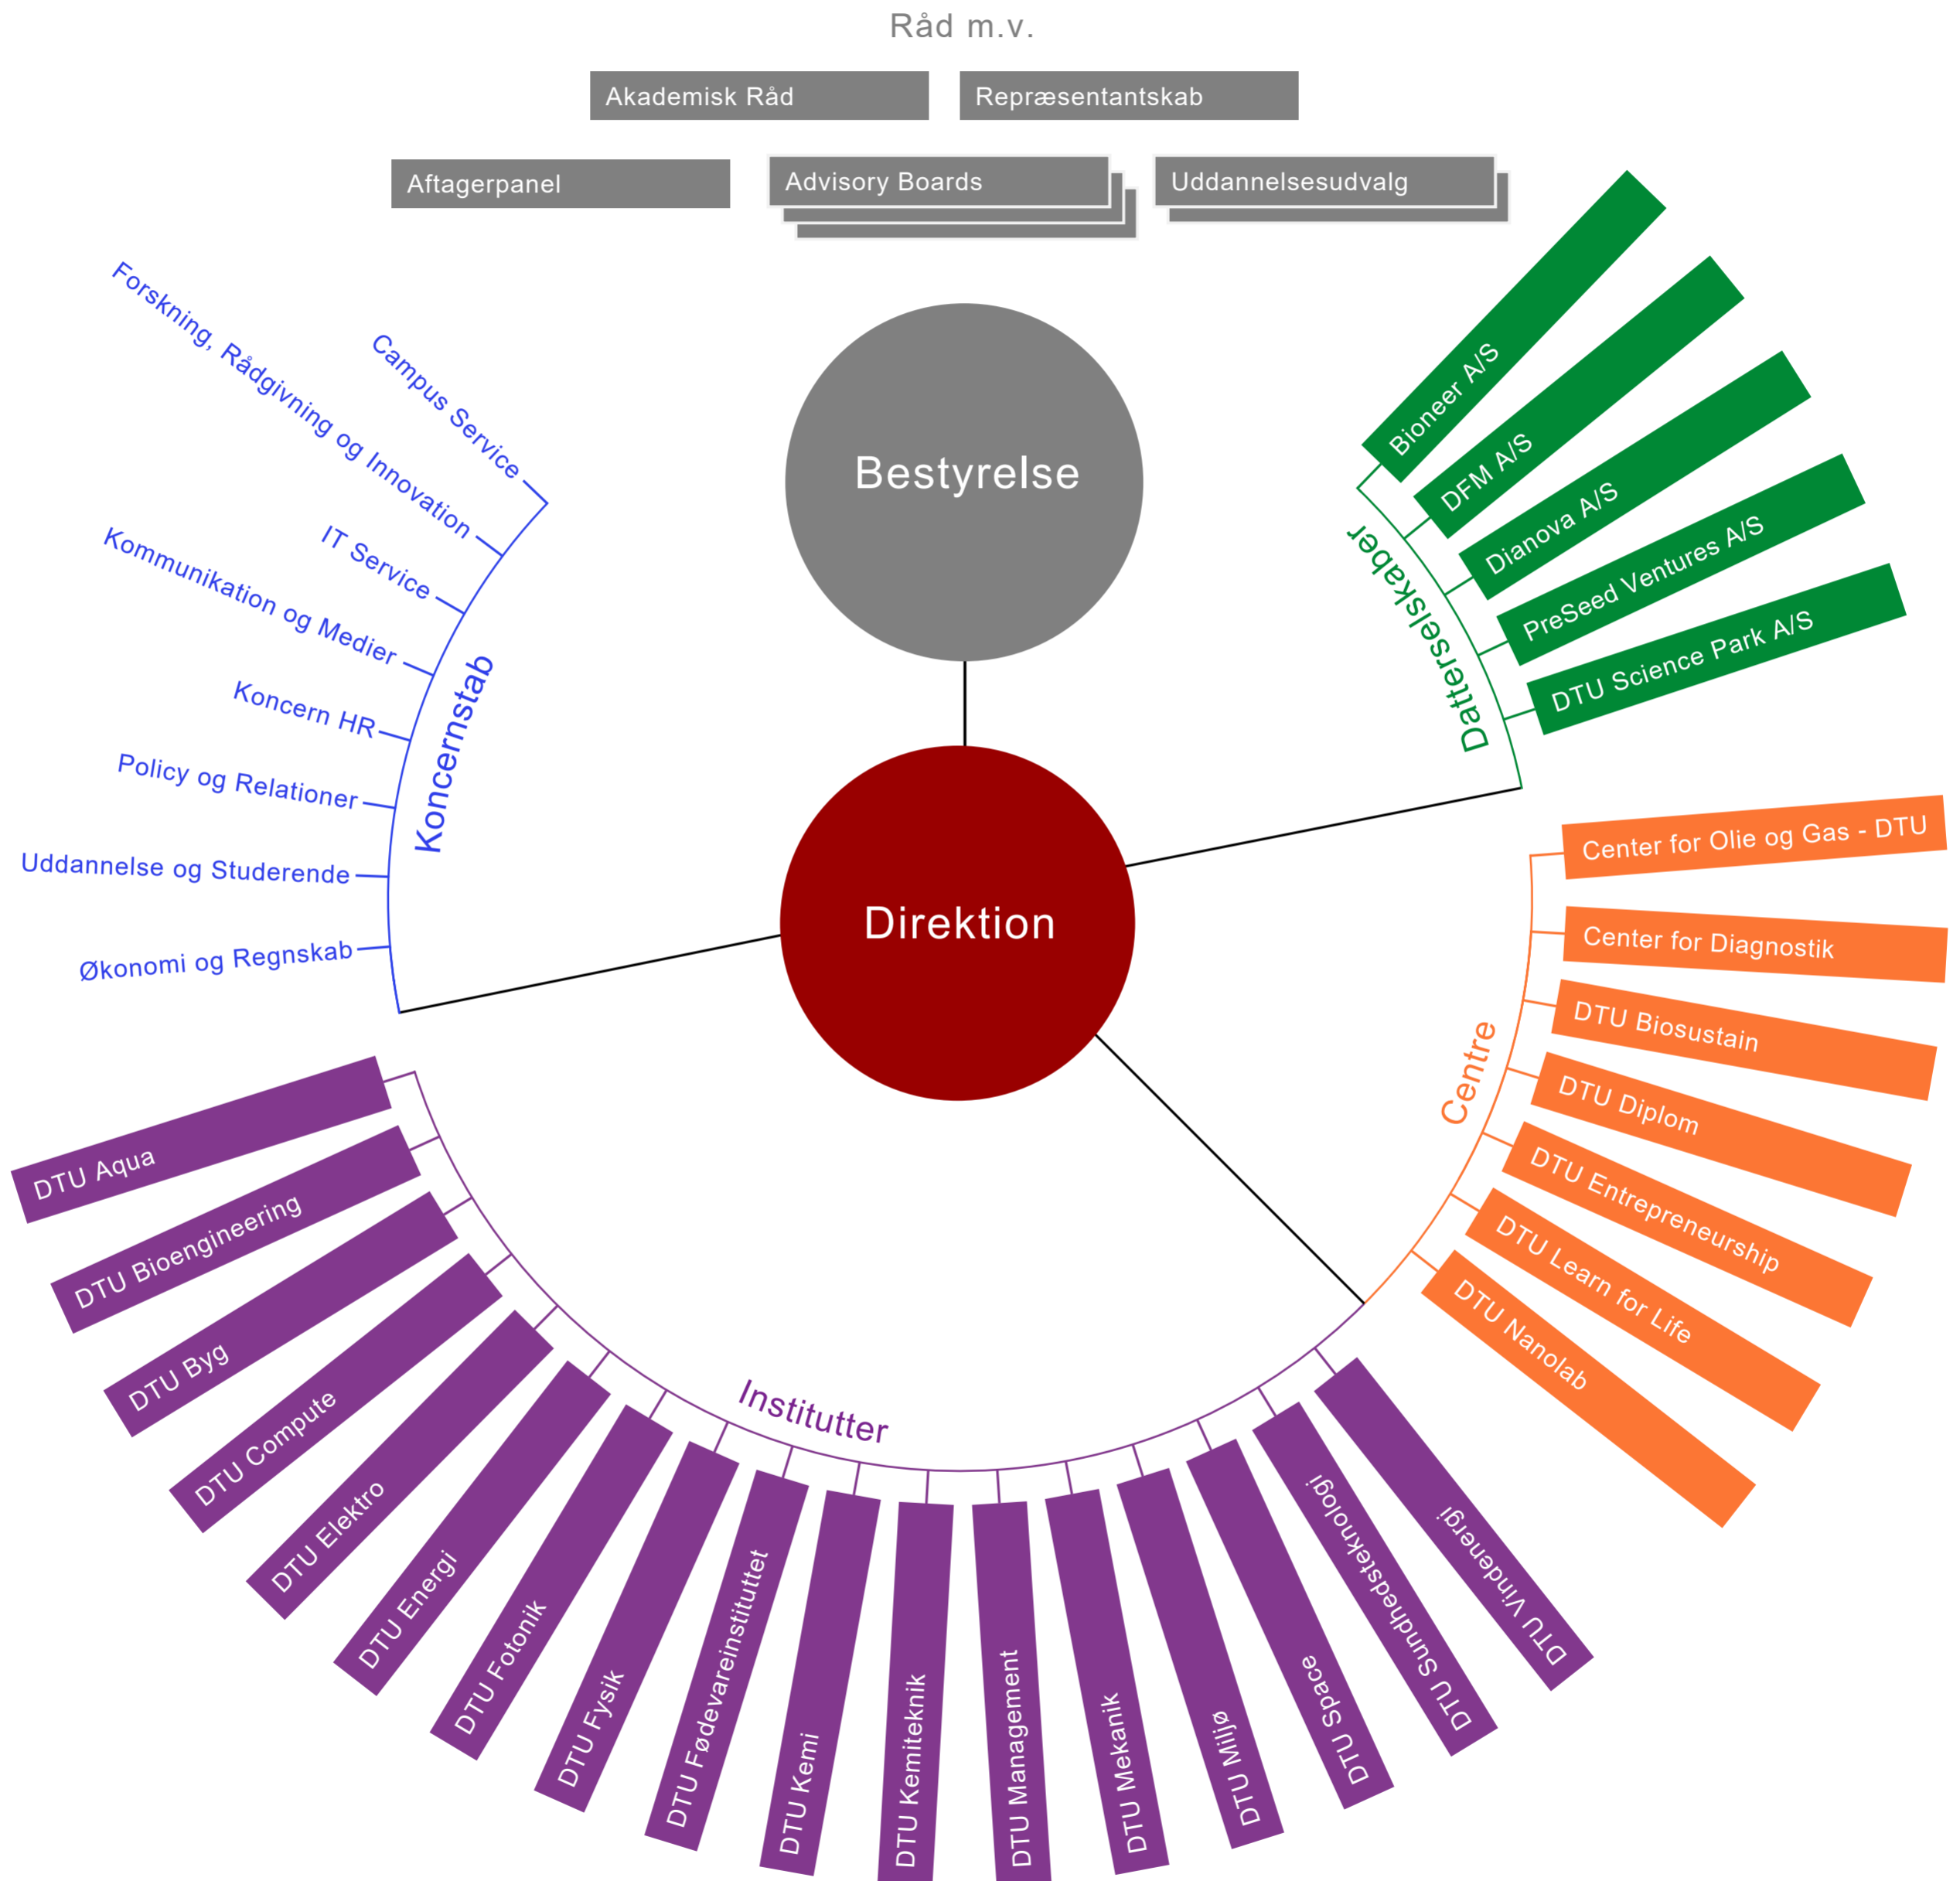 Råd m.v.
Akademisk Råd
Repræsentantskab
Aftagerpanel
Advisory Boards
Uddannelsesudvalg
Bestyrelse
Direktion
Koncernstab
Campus Service
Forskning, Rådgivning og Innovation
IT Service
Kommunikation og Medier
Koncern HR
Policy og Relationer
Uddannelse og Studerende
Økonomi og Regnskab
Datterselskaber
Bioneer A/S
DFM A/S
Dianova A/S
PreSeed Ventures A/S
DTU Science Park A/S
Centre
Center for Olie og Gas - DTU
Center for Diagnostik
DTU Biosustain
DTU Diplom
DTU Entrepreneurship
DTU Learn for Life
DTU Nanolab
Institutter
DTU Aqua
DTU Bioengineering
DTU Byg
DTU Compute
DTU Elektro
DTU Energi
DTU Fotonik
DTU Fysik
DTU Fødevareinstituttet
DTU Kemi
DTU Kemiteknik
DTU Management
DTU Mekanik
DTU Miljø
DTU Space
DTU Sundhedsteknologi
DTU Vindenergi